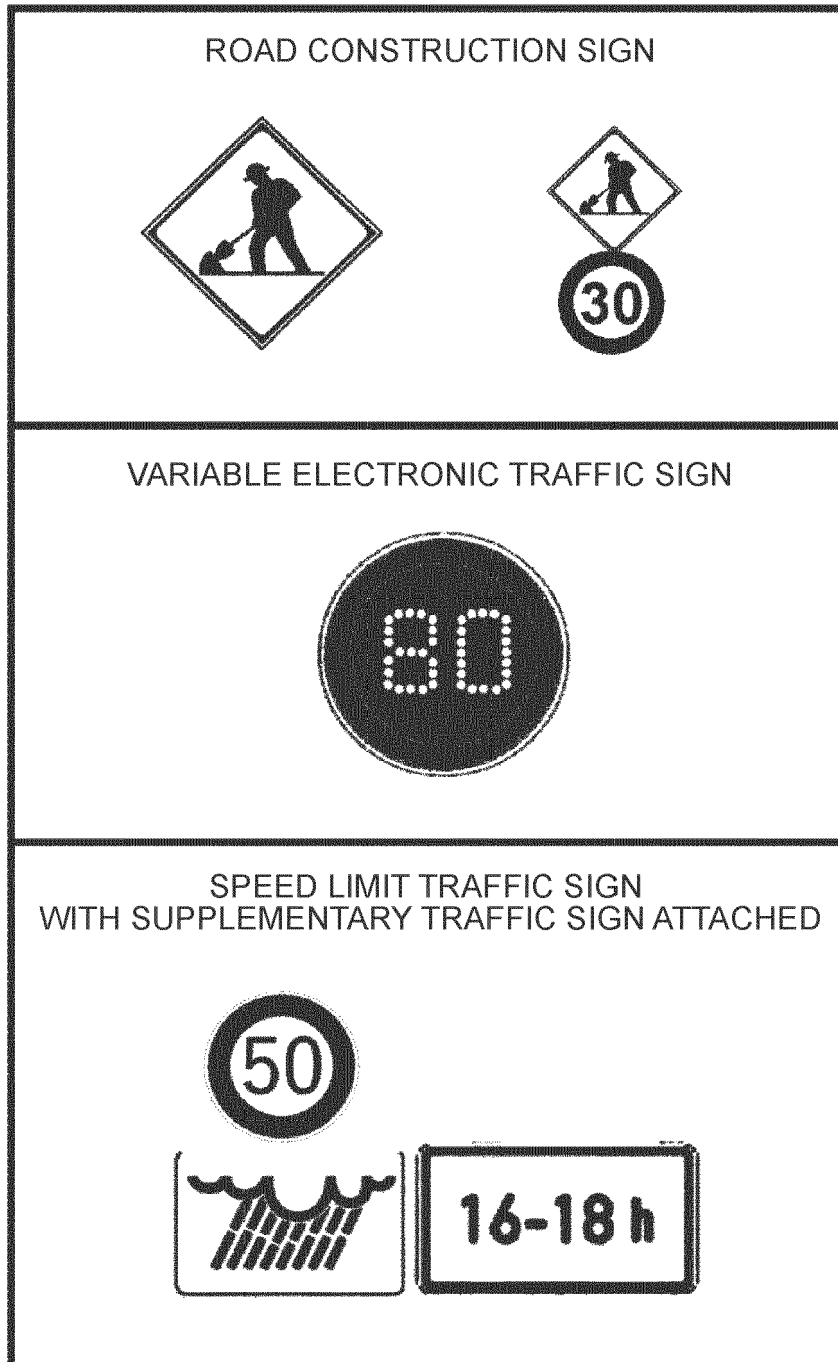 ROAD CONSTRUCTION SIGN
30
VARIABLE ELECTRONIC TRAFFIC SIGN
80
SPEED LIMIT TRAFFIC SIGN
WITH SUPPLEMENTARY TRAFFIC SIGN ATTACHED
50
16-18 h